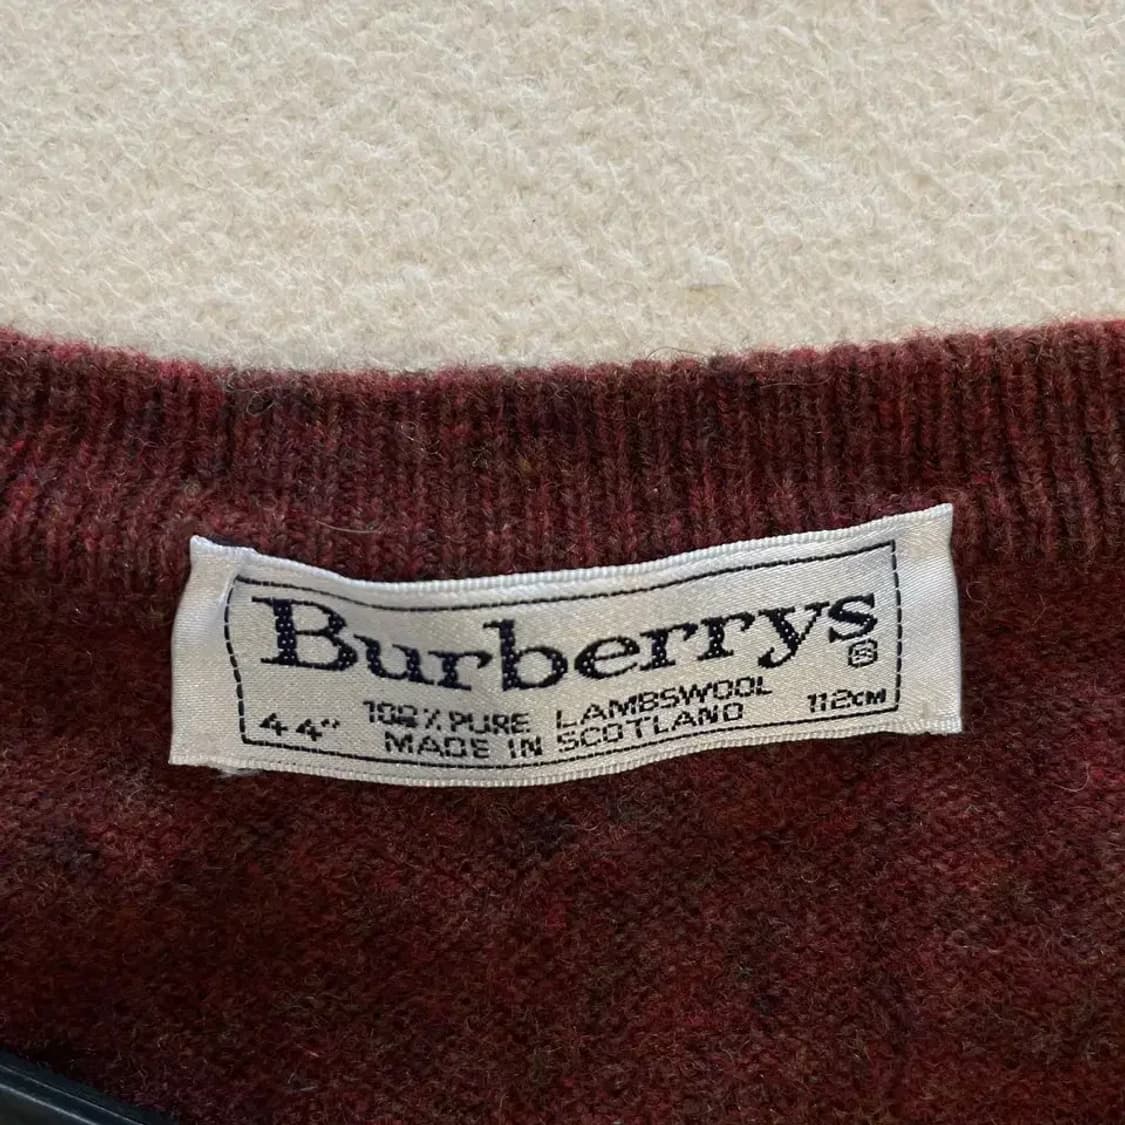 Burberrys®
44" 100% PURE LAMBSWOOL 112CM
MADE IN SCOTLAND